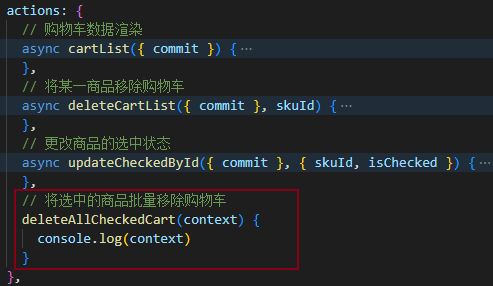 actions: {
// 购物车数据渲染
async cartList({ commit }) {···
},
// 将某一商品移除购物车
async deleteCartList({ commit }, skuId) {···
},
// 更改商品的选中状态
async updateCheckedById({ commit }, { skuId, isChecked }) {···
},
// 将选中的商品批量移除购物车
deleteAllCheckedCart(context) {
console.log(context)
}
},